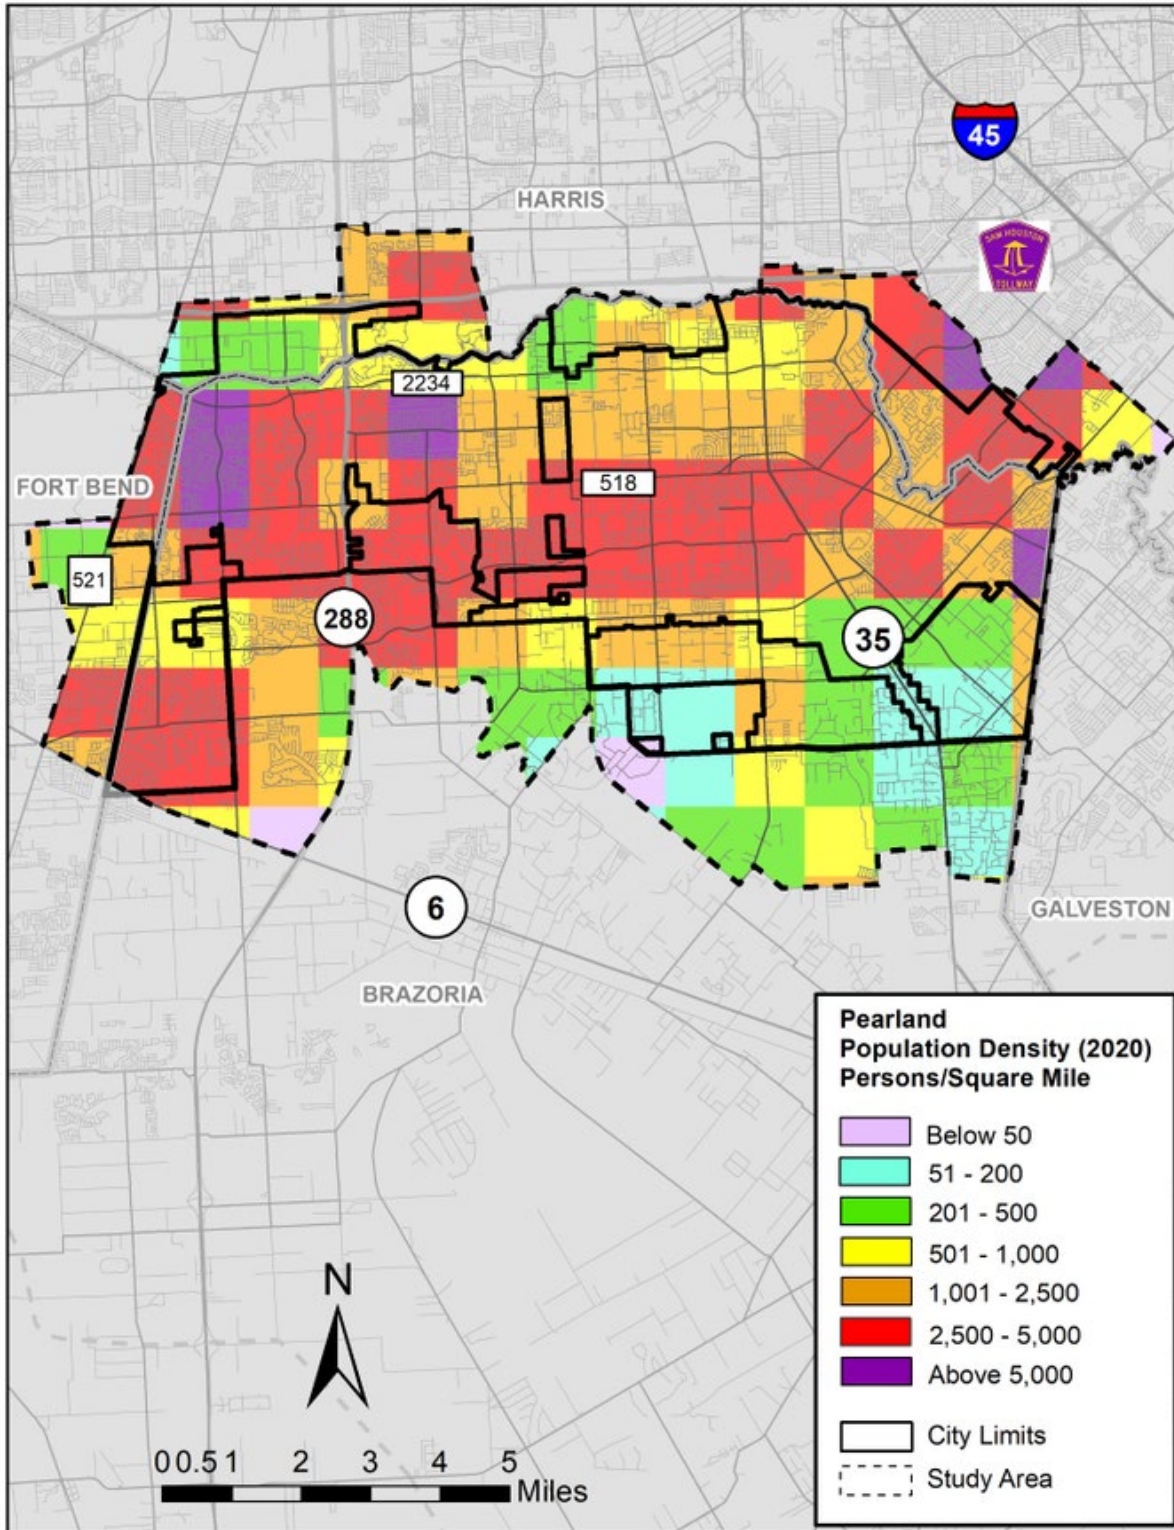 45
HARRIS
SAM HOUSTON
TOLLWAY
2234
FORT BEND
518
521
288
35
6
GALVESTON
BRAZORIA
Pearland
Population Density (2020)
Persons/Square Mile
Below 50
51 - 200
201 - 500
501 - 1,000
1,001 - 2,500
2,500 - 5,000
Above 5,000
City Limits
Study Area
N
0 0.5 1 2 3 4 5
Miles